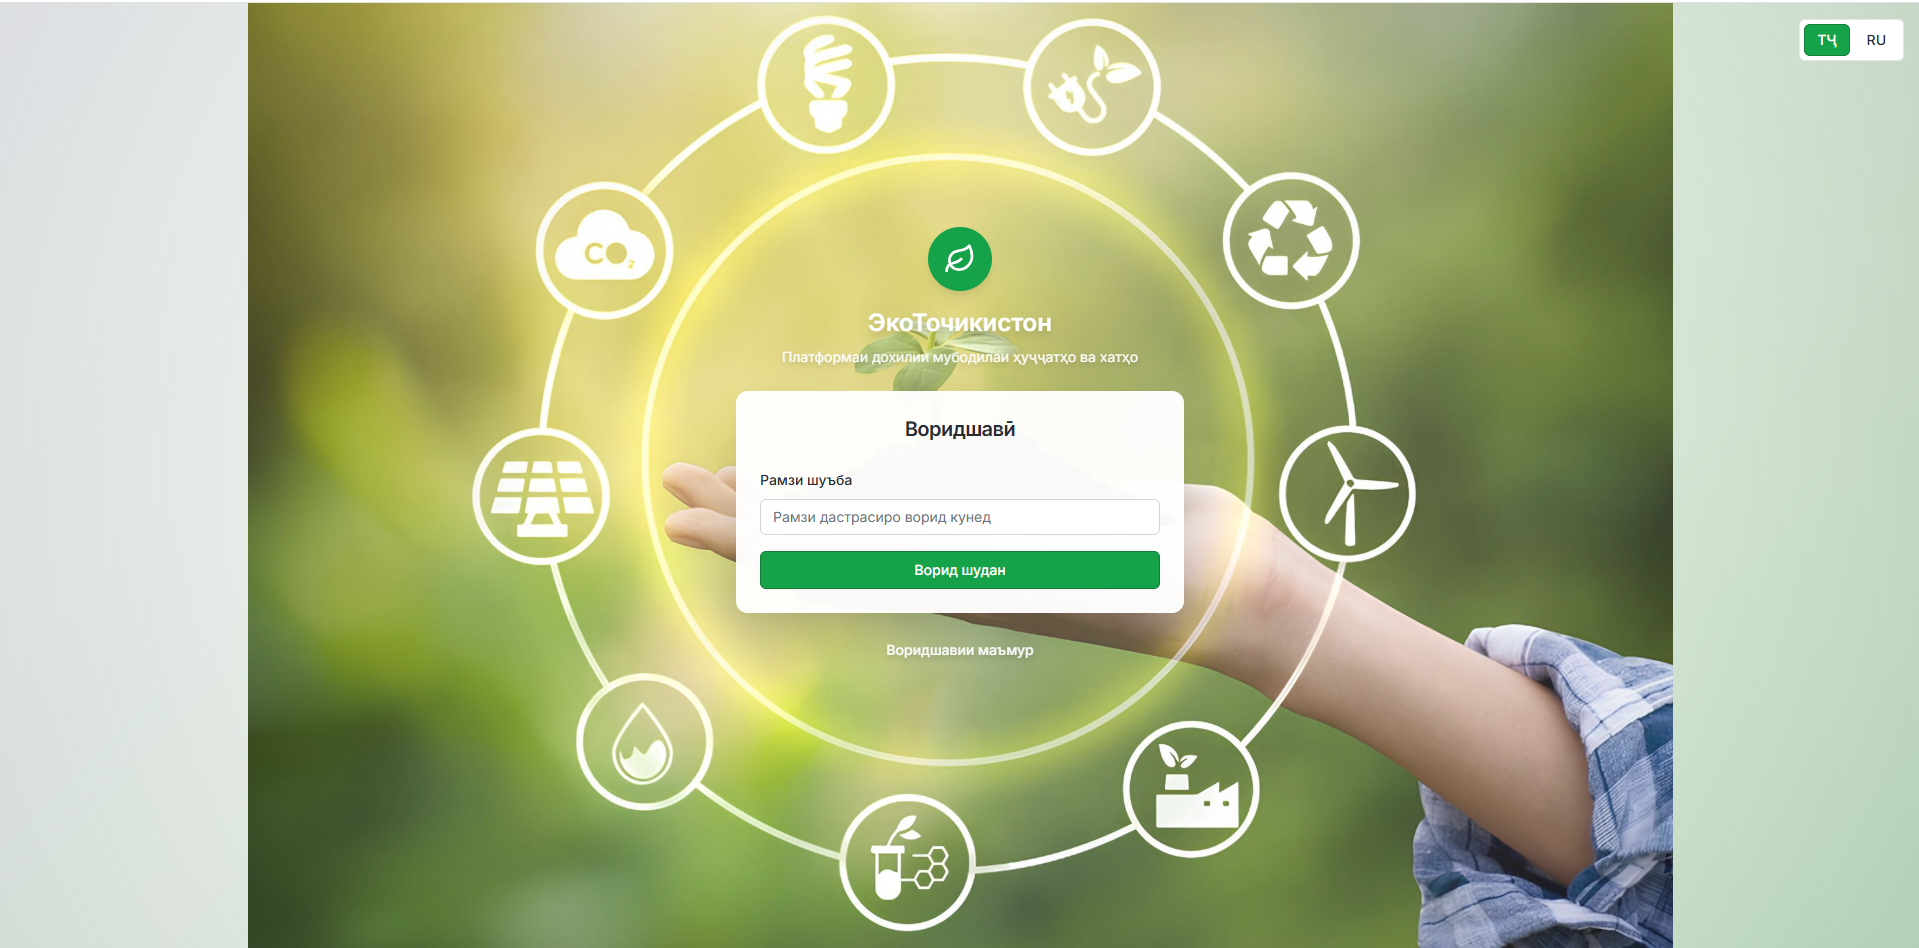 ТҶ RU
CO₂
ЭкоТоҷикистон
Платформаи дохилии мубодилаи ҳуҷҷатҳо ва хатҳо
Воридшавӣ
Рамзи шуъба
Рамзи дастрасиро ворид кунед
Ворид шудан
Воридшавии маъмур